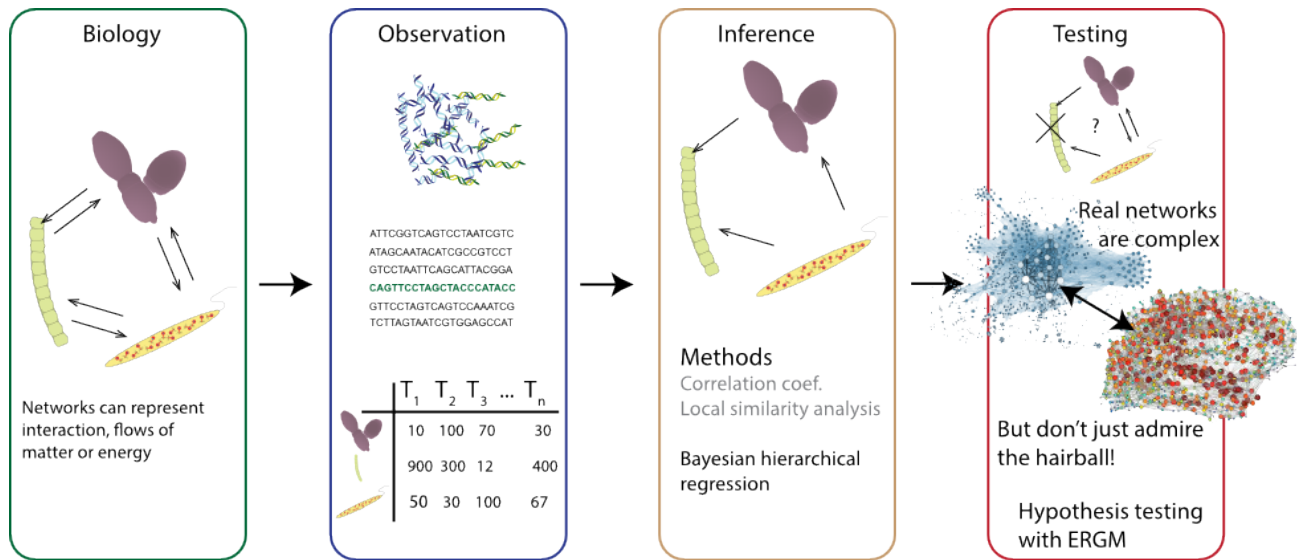 Biology
Networks can represent
interaction, flows of
matter or energy
Observation
ATTCGGTCAGTCCTAATCGTC
ATAGCAATACATCGCCGTCCT
GTCCTAATTCAGCATTACGGA
CAGTTCCTAGCTACCCATACC
GTTCCTAGTCAGTCCAAATCG
TCTTAGTAATCGTGGAGCCAT
T1 T2 T3 ... Tn
10 100 70 30
900 300 12 400
50 30 100 67
Inference
Methods
Correlation coef.
Local similarity analysis
Bayesian hierarchical
regression
Testing
?
Real networks
are complex
But don't just admire
the hairball!
Hypothesis testing
with ERGM